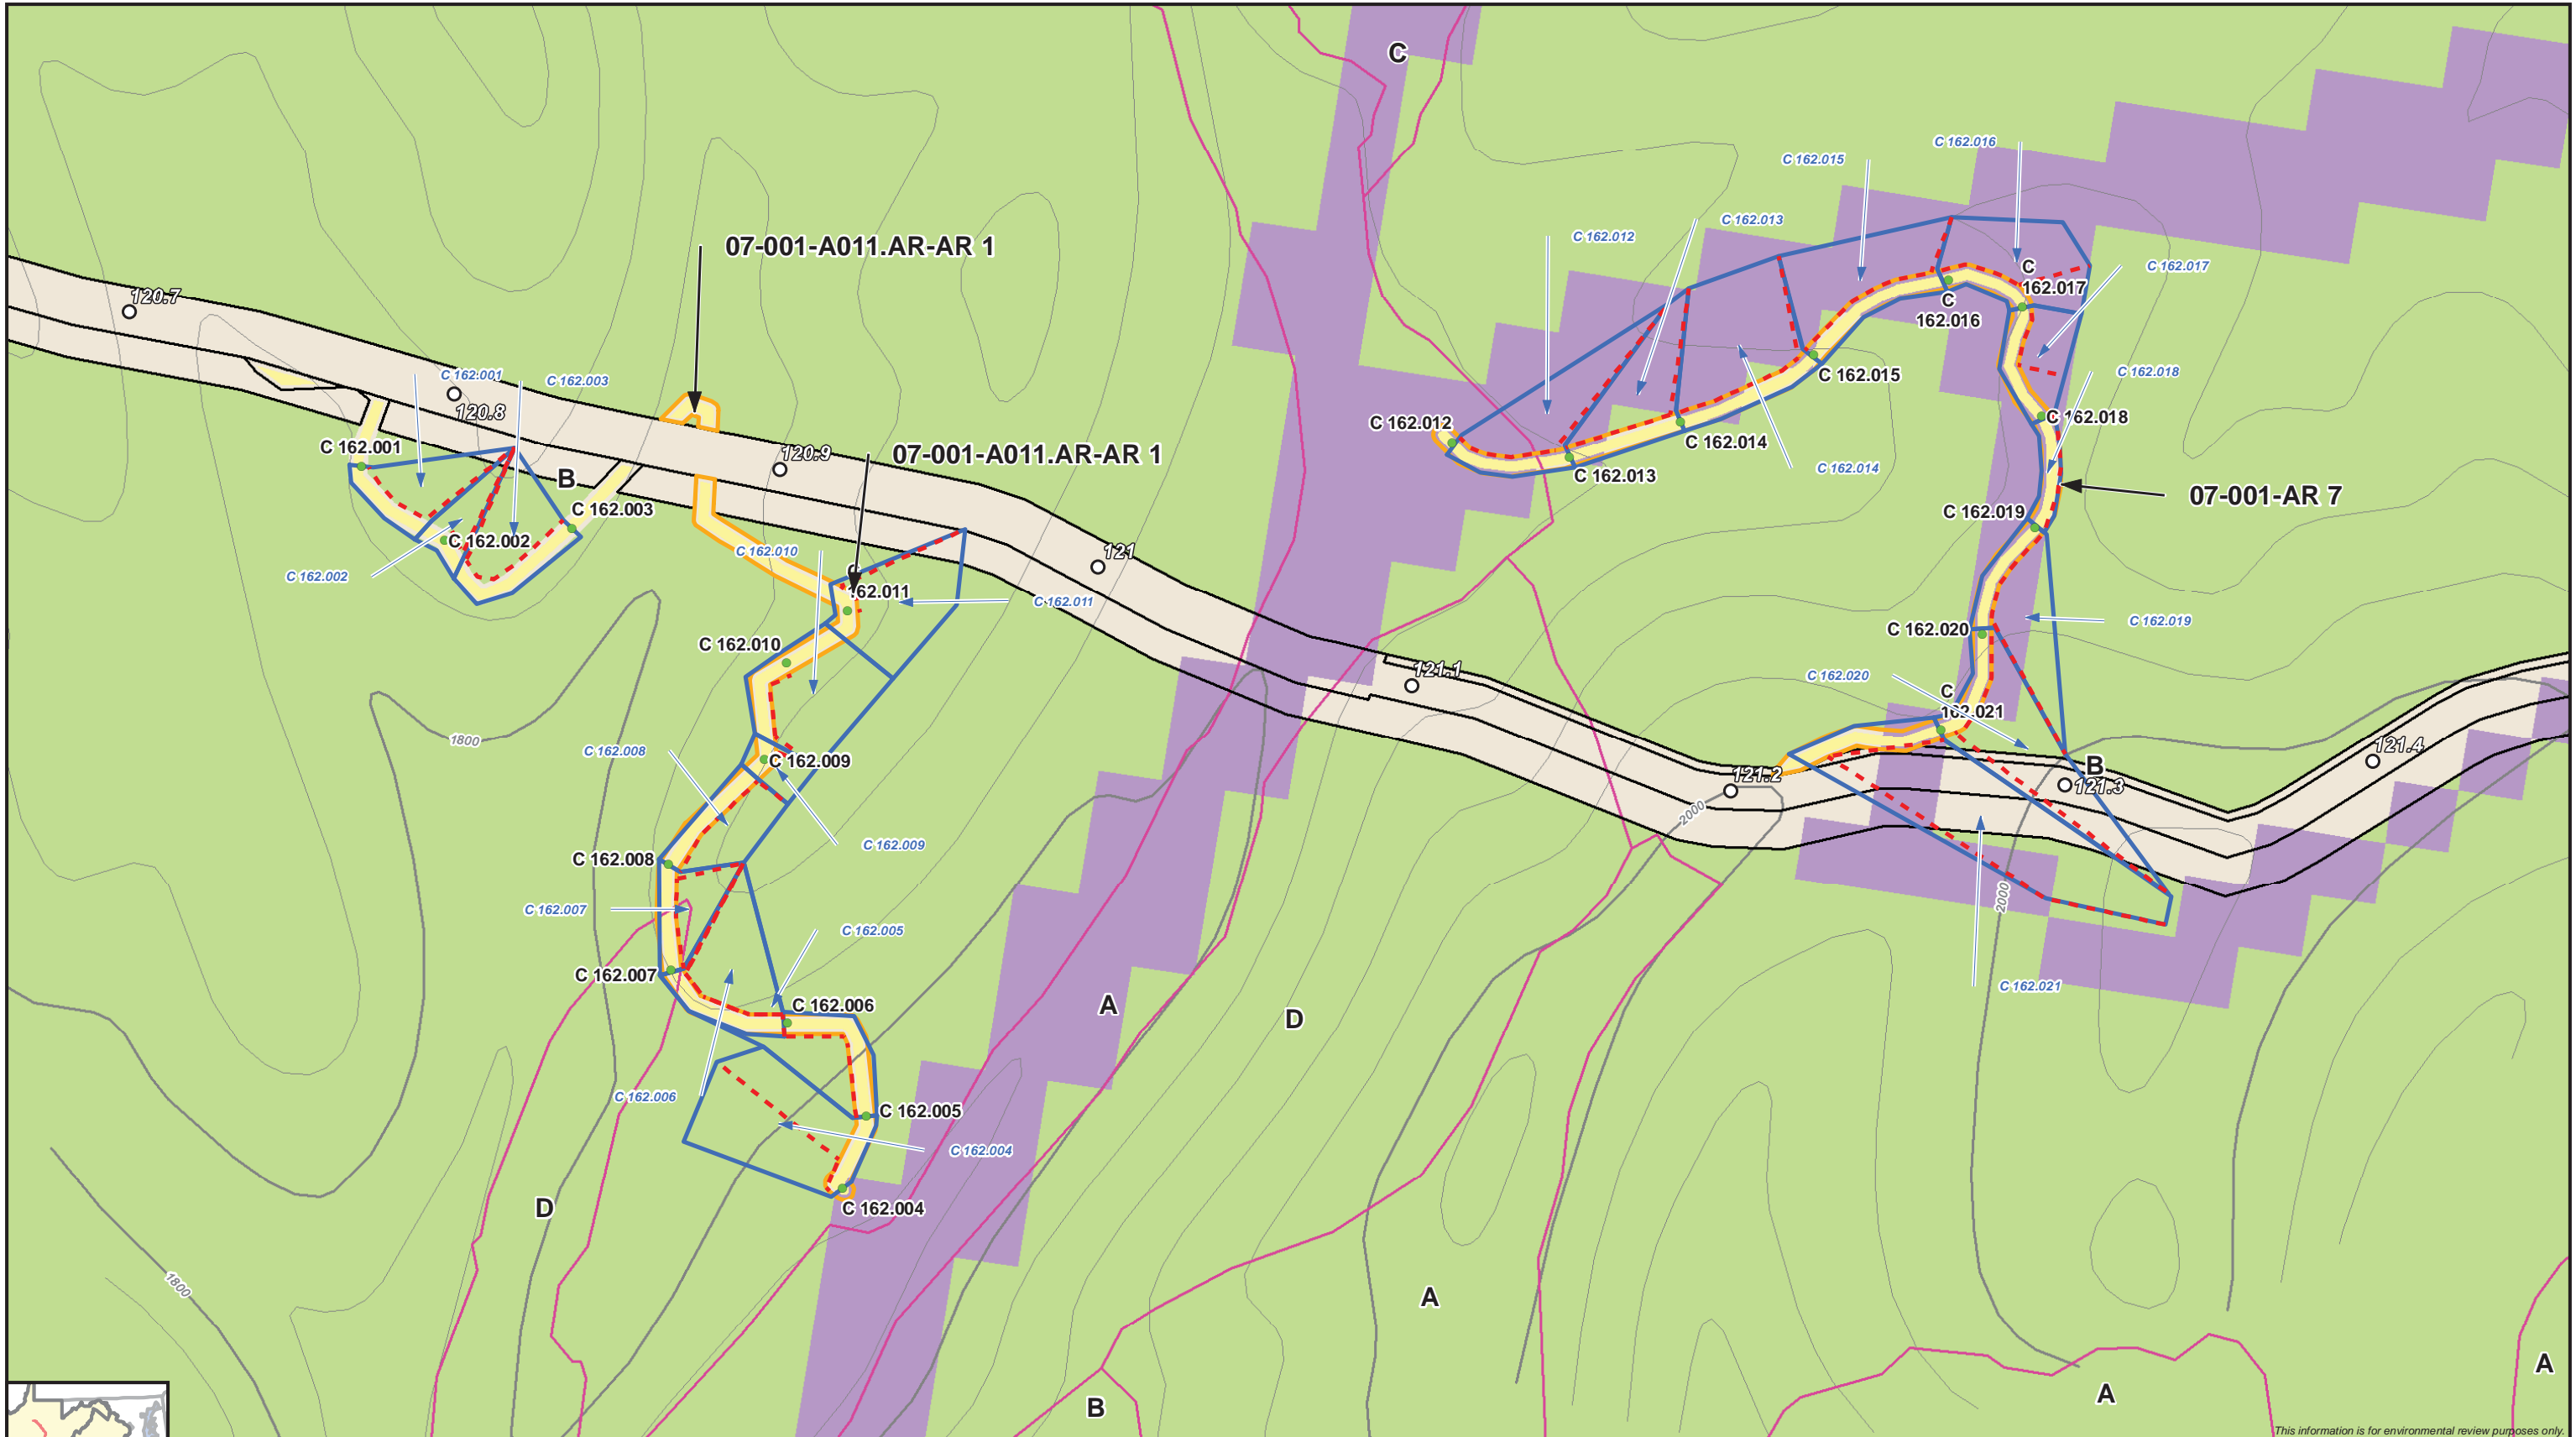 C
C 162.016
C 162.015
C 162.013
C 162.012
07-001-A011.AR-AR 1
C
162.017
C 162.017
120.7
C
162.016
C 162.001
C 162.003
C 162.015
C 162.018
120.8
C 162.012
C 162.018
C 162.014
C 162.001
120.9
07-001-A011.AR-AR 1
C 162.014
B
C 162.013
07-001-AR 7
C 162.003
C 162.019
C 162.002
C 162.010
121
C 162.002
C
162.011
C 162.011
C 162.019
C 162.020
C 162.010
121.1
C 162.020
C
162.021
1800
C 162.008
C 162.009
121.4
B
121.2
121.3
2000
C 162.009
C 162.008
2000
C 162.007
C 162.005
C 162.007
C 162.021
C 162.006
A
D
C 162.006
C 162.005
C 162.004
D
C 162.004
1800
A
A
A
B
This information is for environmental review purposes only.